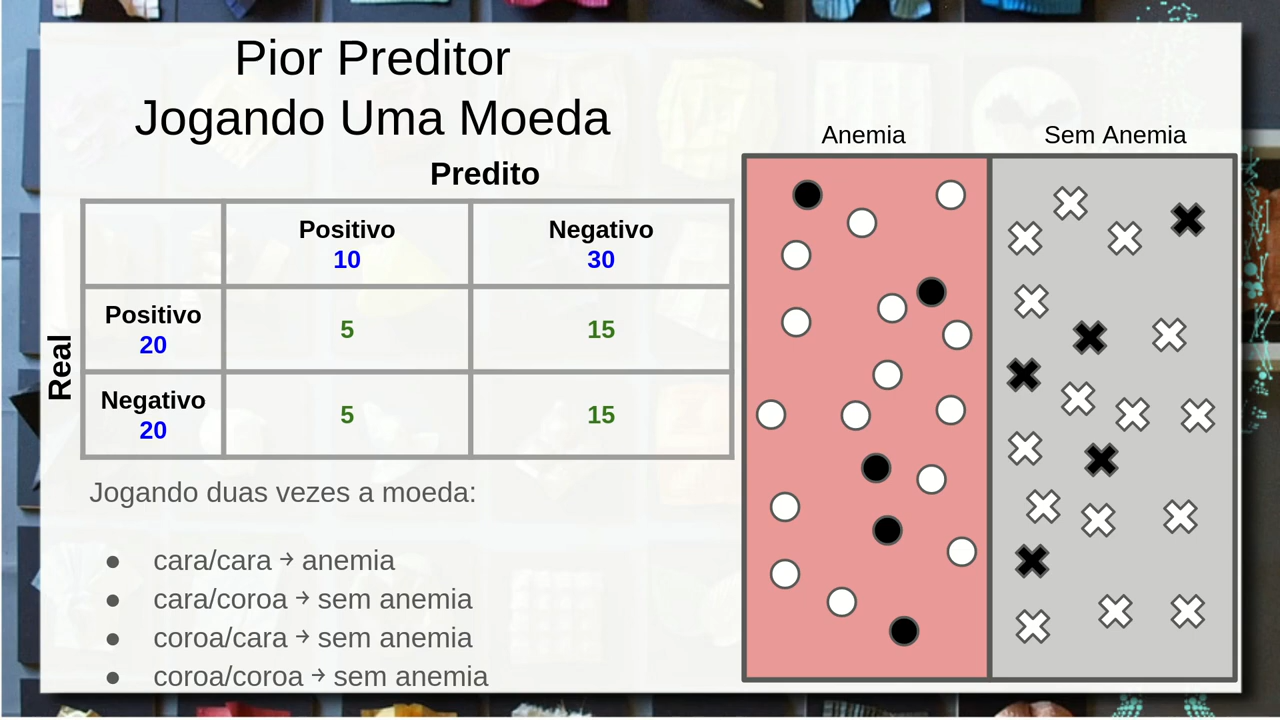 Pior Preditor
Jogando Uma Moeda
Predito
Positivo
10
Negativo
30
Real
Positivo
20
5
15
Negativo
20
5
15
Jogando duas vezes a moeda:
● cara/cara → anemia
● cara/coroa → sem anemia
● coroa/cara → sem anemia
● coroa/coroa → sem anemia
Anemia
Sem Anemia